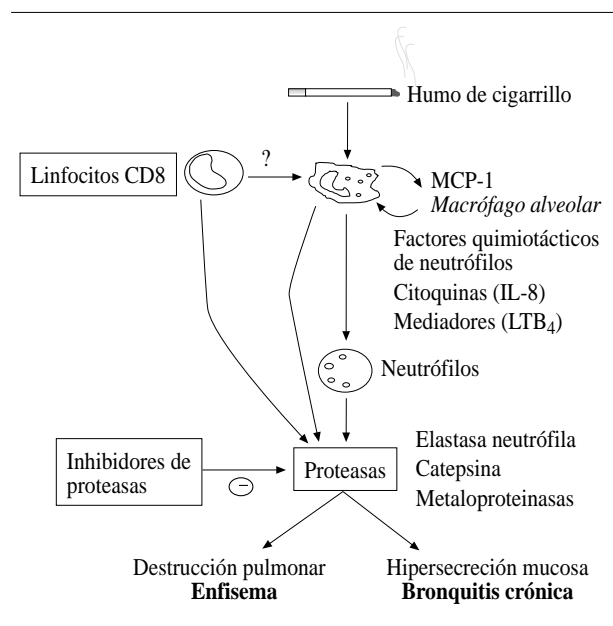 Humo de cigarrillo
Linfocitos CD8
?
MCP-1
Macrófago alveolar
Factores quimiotácticos
de neutrófilos
Citoquinas (IL-8)
Mediadores (LTB4)
Neutrófilos
Inhibidores de
proteasas
−
Proteasas
Elastasa neutrófila
Catepsina
Metaloproteinasas
Destrucción pulmonar
Enfisema
Hipersecreción mucosa
Bronquitis crónica